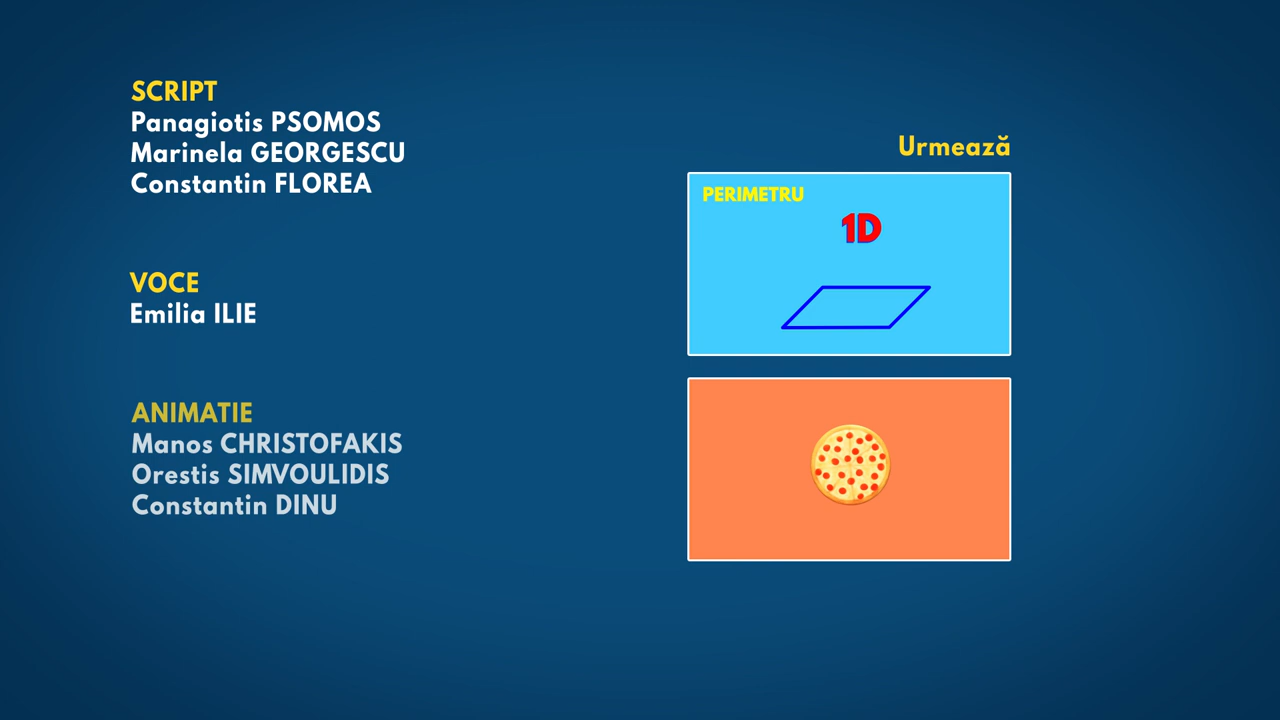 SCRIPT
Panagiotis PSOMOS
Marinela GEORGESCU
Constantin FLOREA
VOCE
Emilia ILIE
ANIMATIE
Manos CHRISTOFAKIS
Orestis SIMVOULIDIS
Constantin DINU
Urmează
PERIMETRU
1D